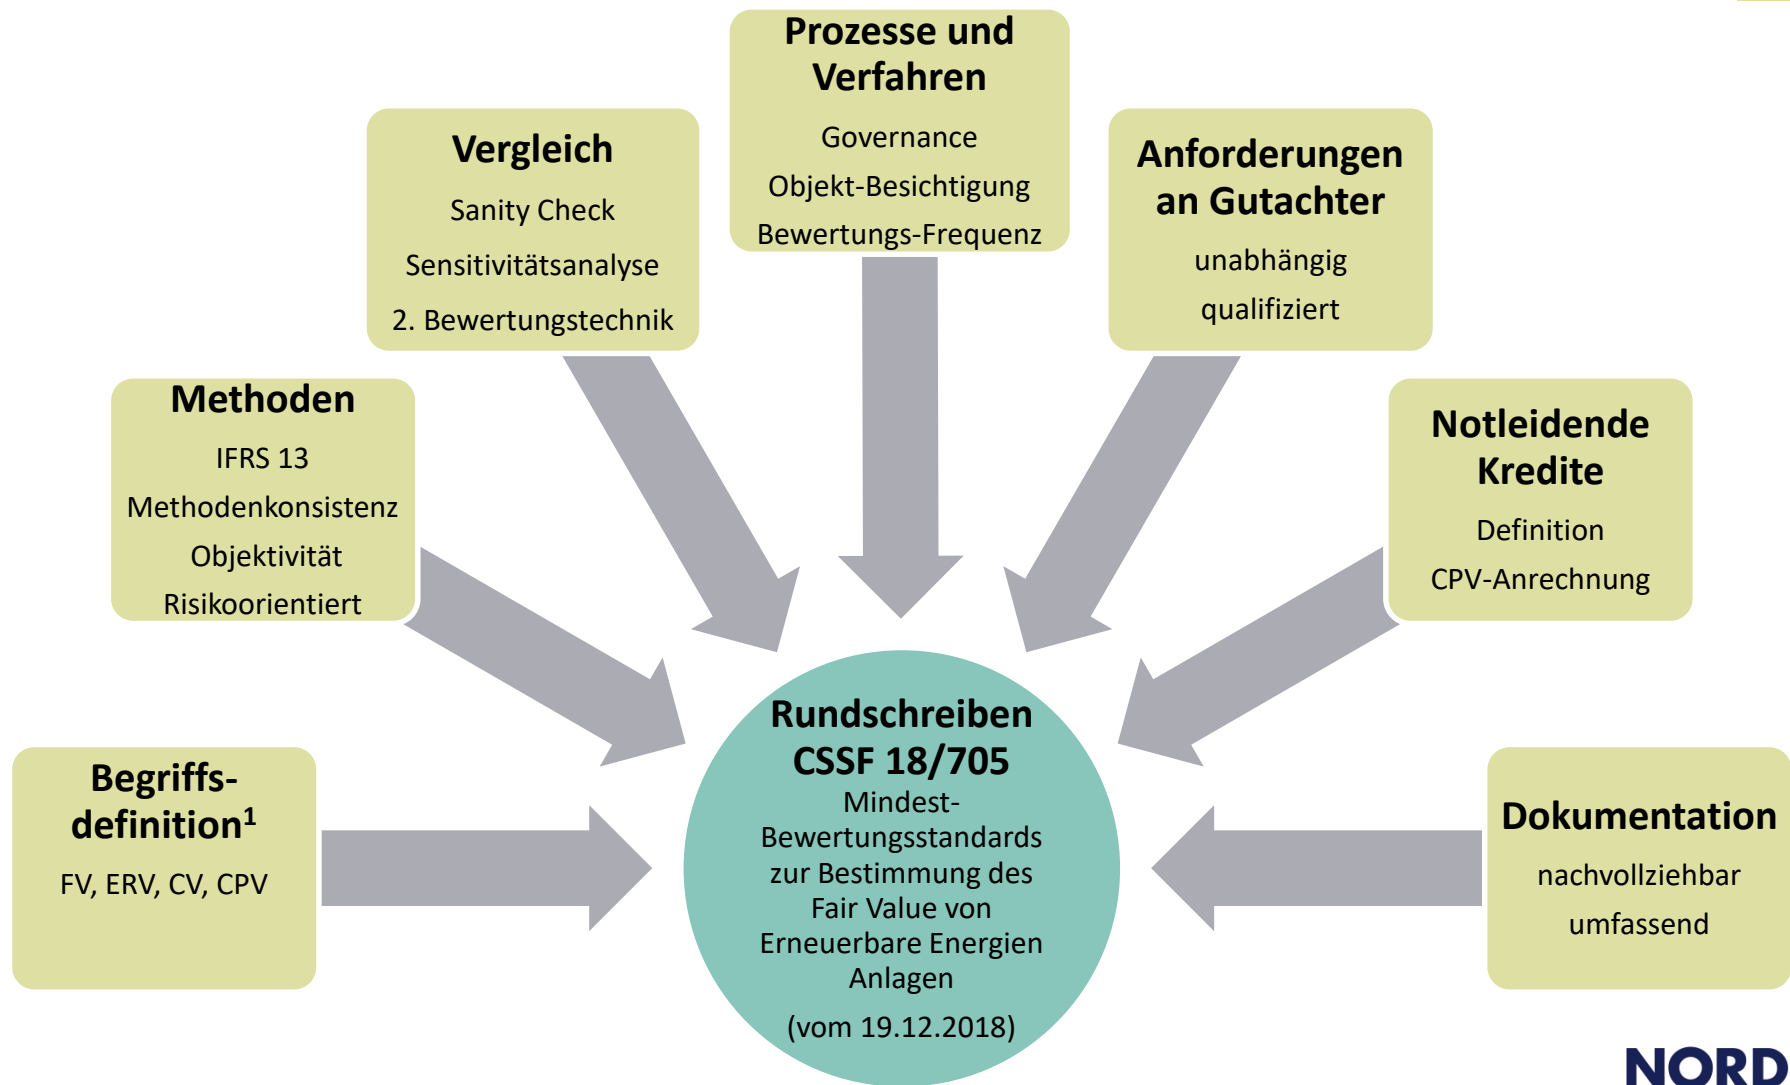 Prozesse und
Verfahren
Governance
Objekt-Besichtigung
Bewertungs-Frequenz
Vergleich
Sanity Check
Sensitivitätsanalyse
2. Bewertungstechnik
Anforderungen
an Gutachter
unabhängig
qualifiziert
Methoden
IFRS 13
Methodenkonsistenz
Objektivität
Risikoorientiert
Notleidende
Kredite
Definition
CPV-Anrechnung
Begriffs-
definition¹
FV, ERV, CV, CPV
Rundschreiben
CSSF 18/705
Mindest-
Bewertungsstandards
zur Bestimmung des
Fair Value von
Erneuerbare Energien
Anlagen
(vom 19.12.2018)
Dokumentation
nachvollziehbar
umfassend
NORD